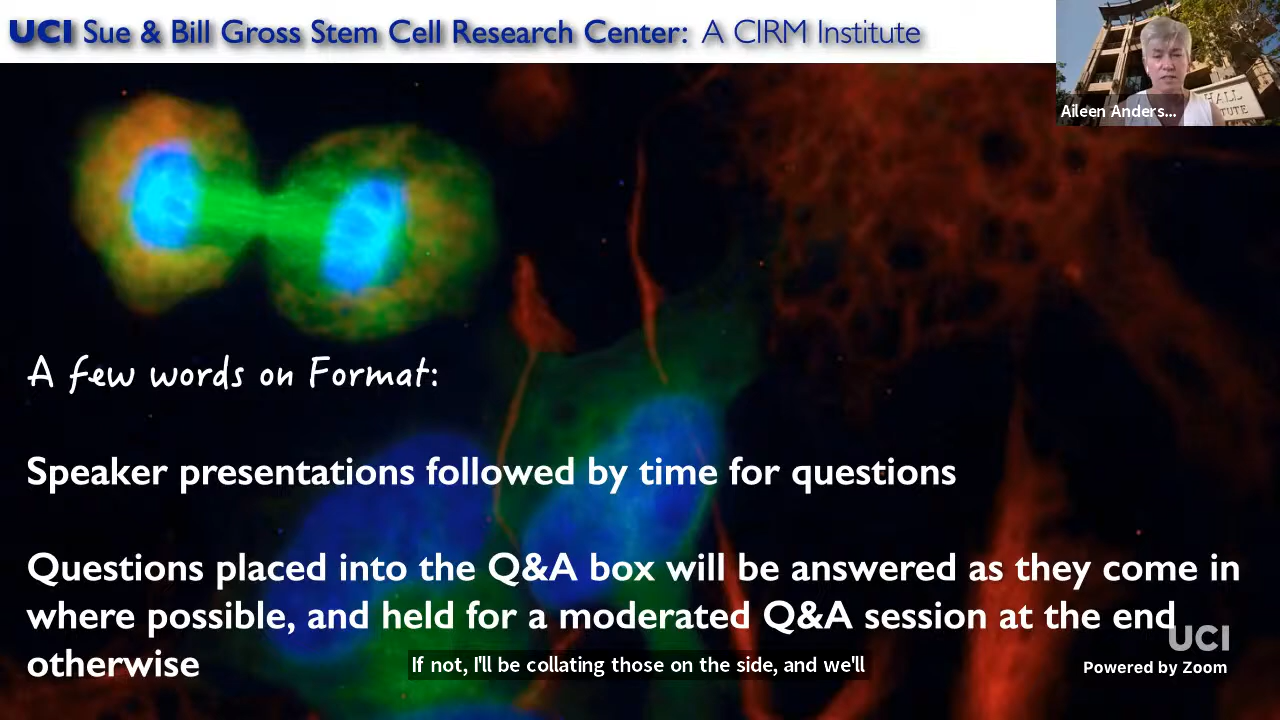 UCI Sue & Bill Gross Stem Cell Research Center: A CIRM Institute
HALL
TUTE
Aileen Anders...
A few words on Format:
Speaker presentations followed by time for questions
Questions placed into the Q&A box will be answered as they come in
where possible, and held for a moderated Q&A session at the end
otherwise
If not, I'll be collating those on the side, and we'll
UCI
Powered by Zoom